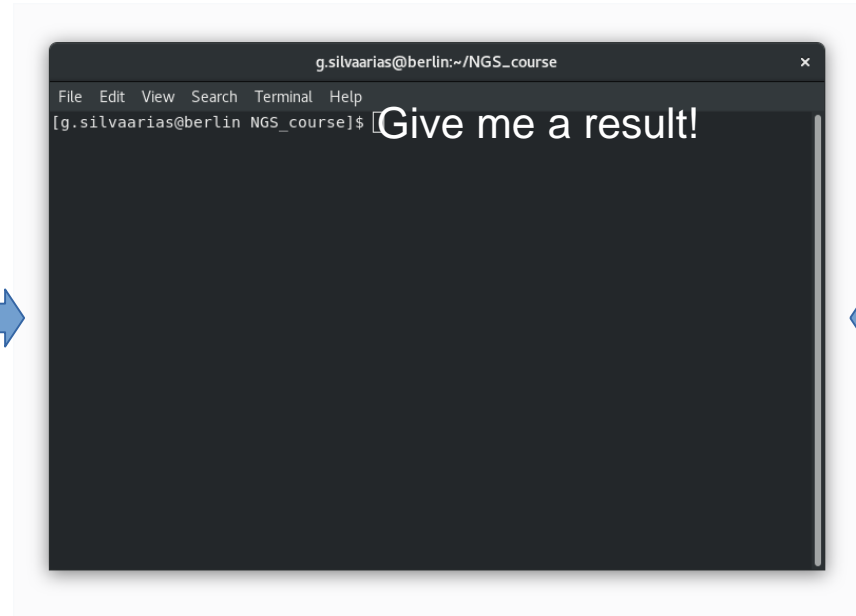 g.silvaarias@berlin:~/NGS_course ×
File Edit View Search Terminal Help
[g.silvaarias@berlin NGS_course]$ Give me a result!